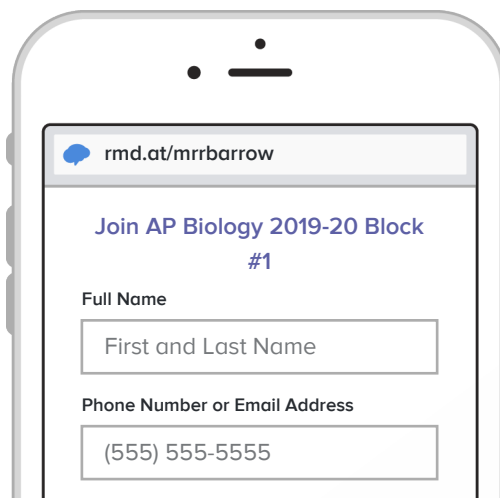 rmd.at/mrrbarrow
Join AP Biology 2019-20 Block
#1
Full Name
First and Last Name
Phone Number or Email Address
(555) 555-5555